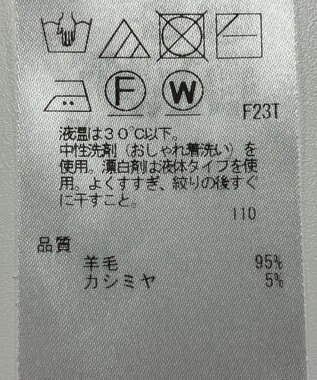 F
W
F23T
液温は30℃以下。
中性洗剤（おしゃれ着洗い）を
使用。漂白剤は液体タイプを使
用。よくすすぎ、絞りの後すぐ
に干すこと。
110
品質
羊毛 95%
カシミヤ 5%